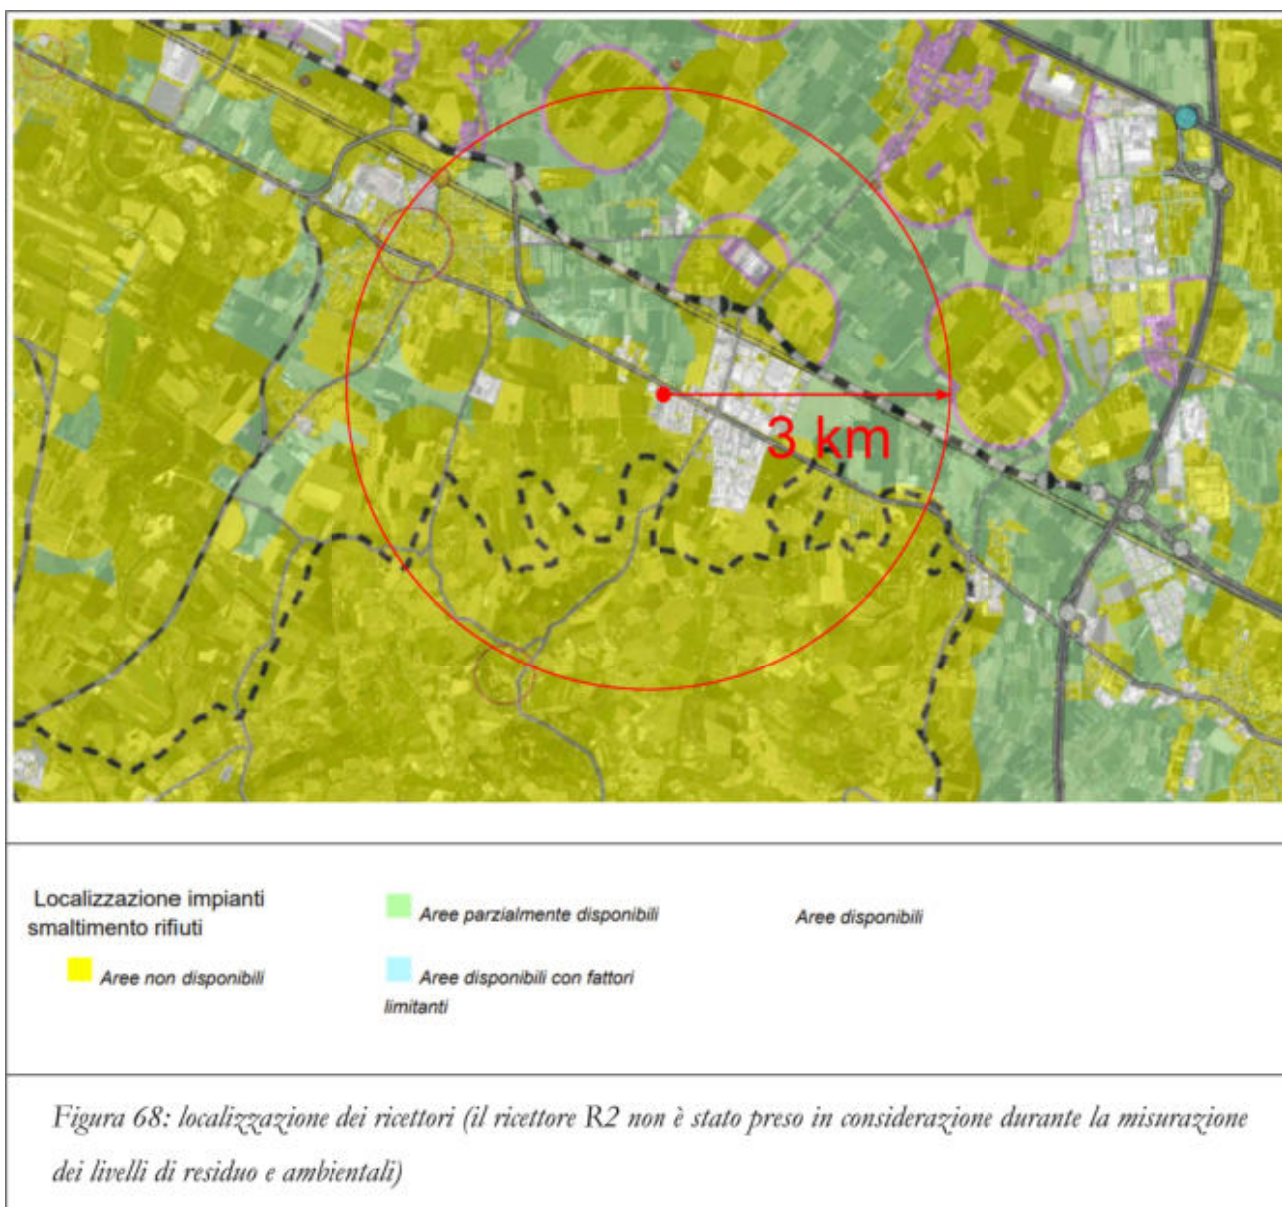 3 km
Localizzazione impianti
smaltimento rifiuti
Aree non disponibili
Aree parzialmente disponibili
Aree disponibili con fattori
limitanti
Aree disponibili
Figura 68: localizzazione dei ricettori (il ricettore R2 non è stato preso in considerazione durante la misurazione
dei livelli di residuo e ambientali)